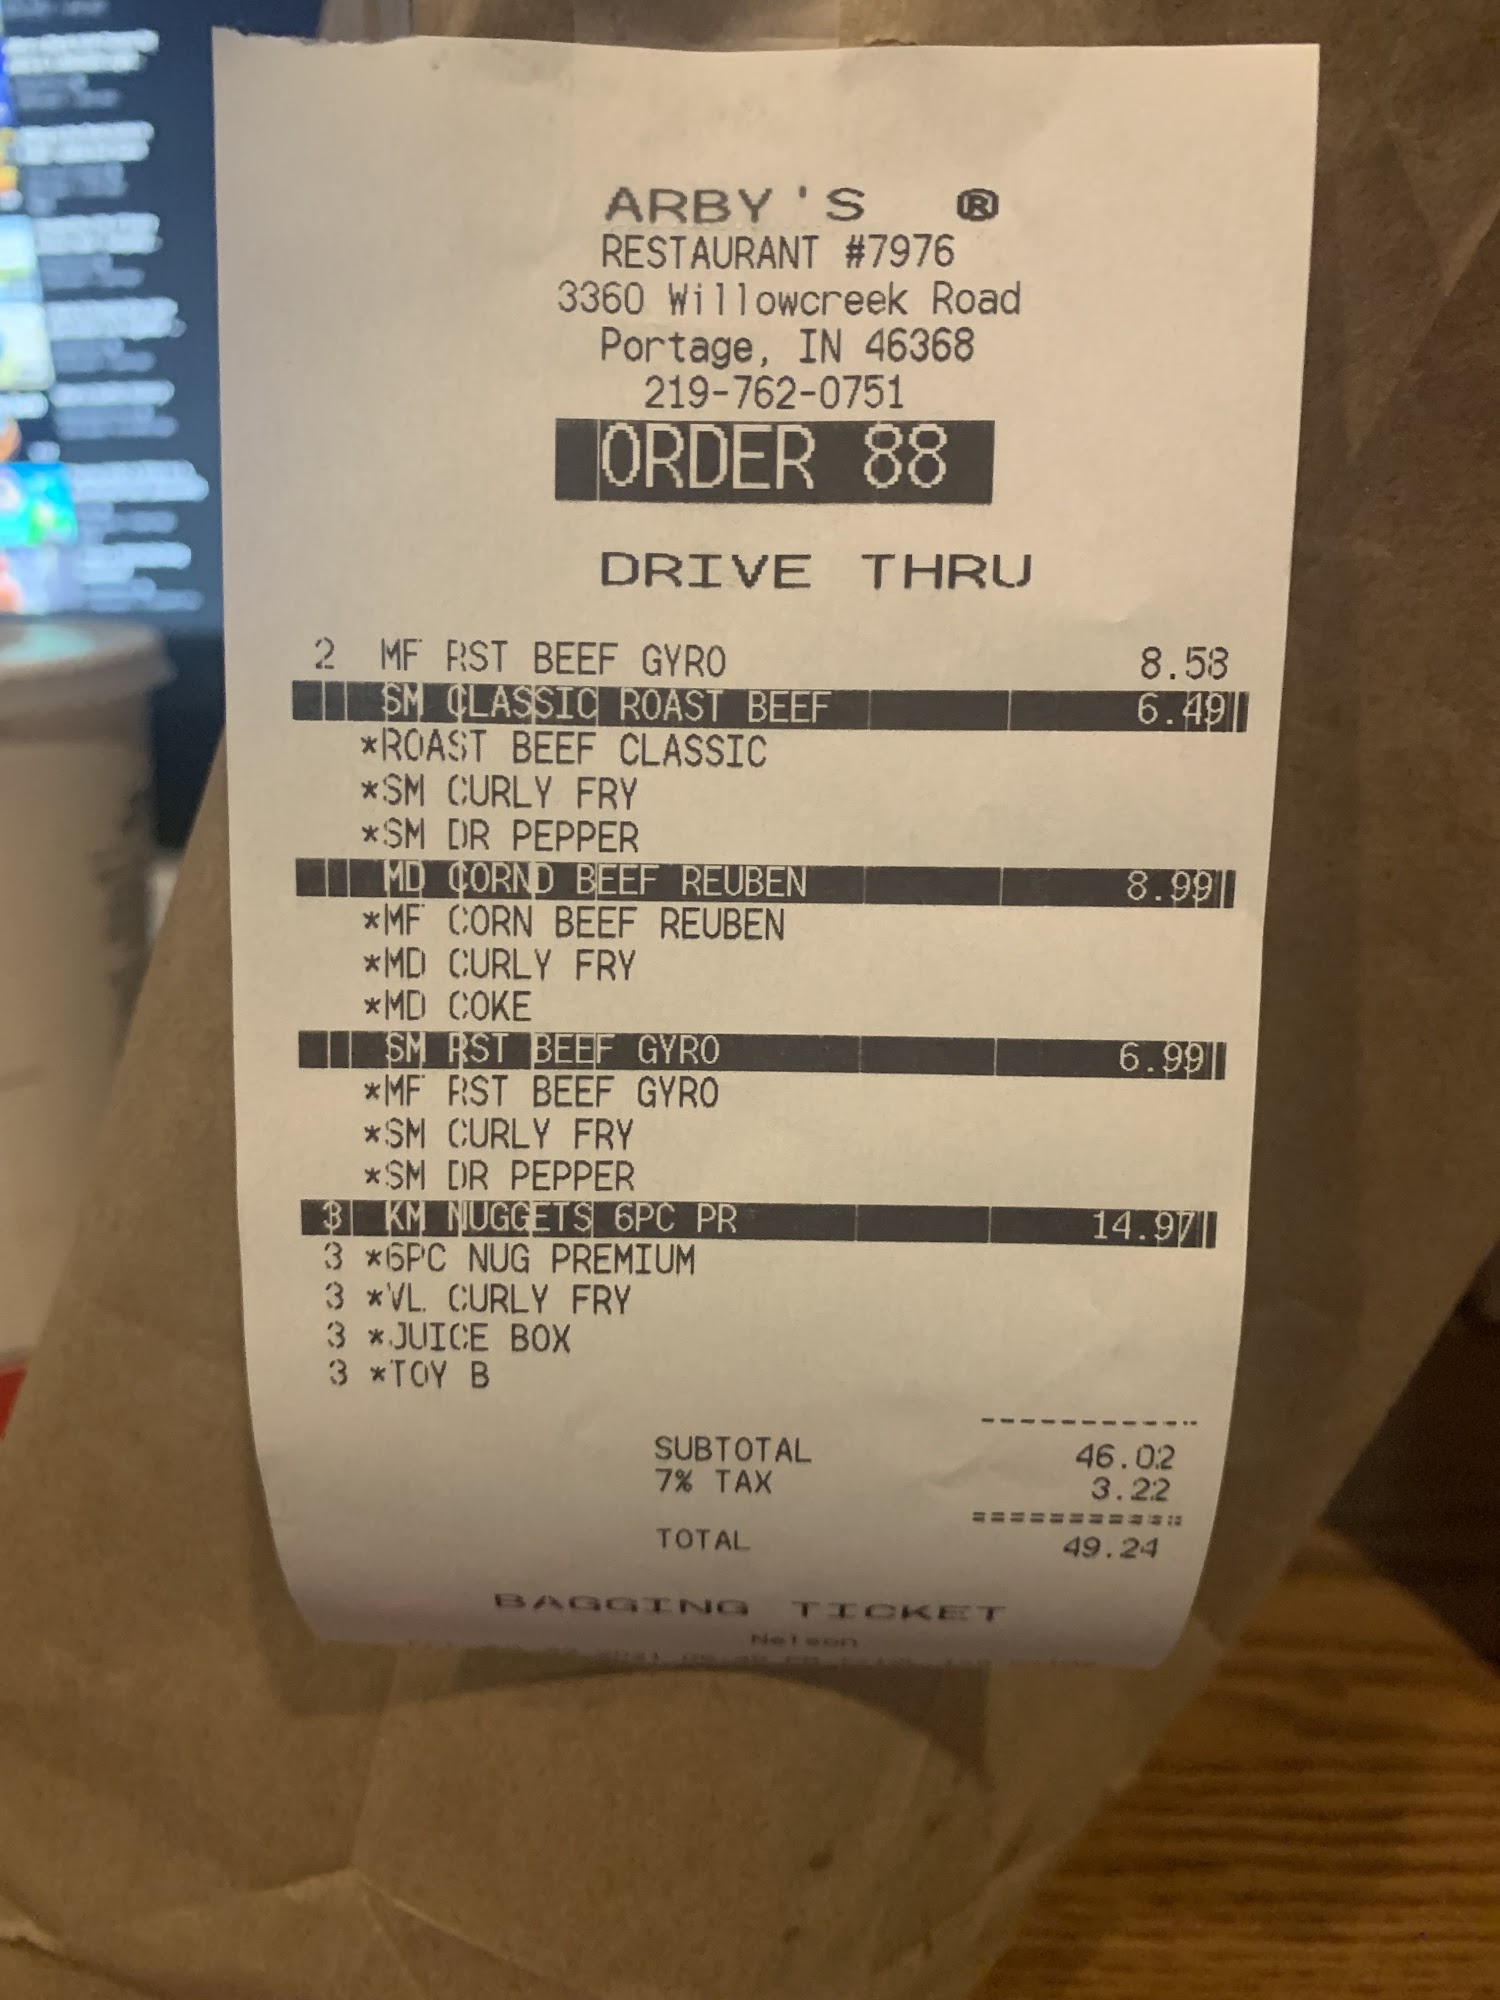 ARBY'S ®
RESTAURANT #7976
3360 Willowcreek Road
Portage, IN 46368
219-762-0751
ORDER 88
DRIVE THRU
2 MF RST BEEF GYRO 8.58
SM CLASSIC ROAST BEEF 6.49
*ROAST BEEF CLASSIC
*SM CURLY FRY
*SM DR PEPPER
MD CORND BEEF REUBEN 8.99
*MF CORN BEEF REUBEN
*MD CURLY FRY
*MD COKE
SM RST BEEF GYRO 6.99
*MF RST BEEF GYRO
*SM CURLY FRY
*SM DR PEPPER
3 KM NUGGETS 6PC PR 14.97
3 *6PC NUG PREMIUM
3 *VL CURLY FRY
3 *JUICE BOX
3 *TOY B
SUBTOTAL 46.02
7% TAX 3.22
TOTAL 49.24
BAGGING TICKET
Nelson